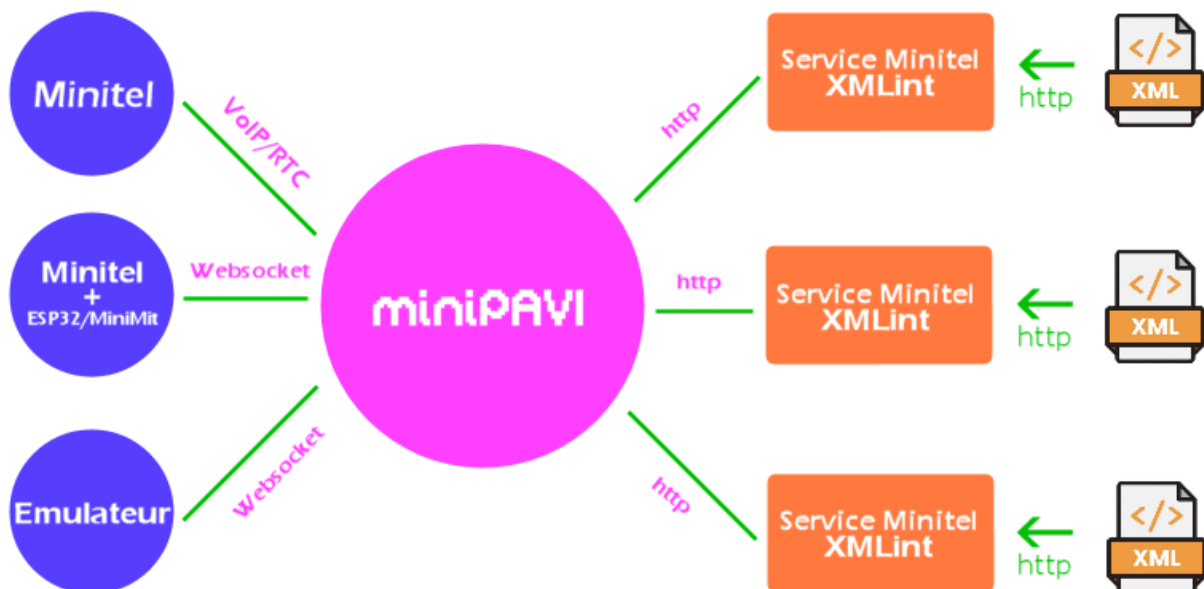 Minitel
VoIP/RTC
http
Service Minitel
XMLint
http
</>
XML
Minitel
+
ESP32/MiniMit
Websocket
miniPAVI
http
Service Minitel
XMLint
http
</>
XML
Emulateur
Websocket
http
Service Minitel
XMLint
http
</>
XML